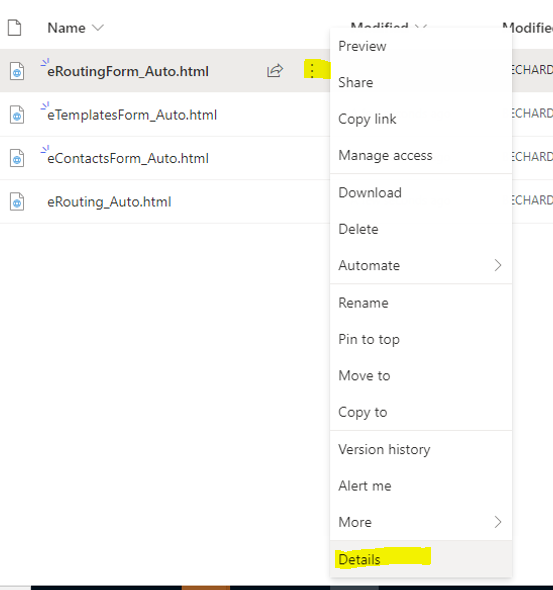 Name Modified Modifie
eRoutingForm_Auto.html ECHARD
eTemplatesForm_Auto.html
eContactsForm_Auto.html ECHARD
eRouting_Auto.html ECHARD
Preview
Share
Copy link
Manage access
Download
Delete
Automate
Rename
Pin to top
Move to
Copy to
Version history
Alert me
More
Details